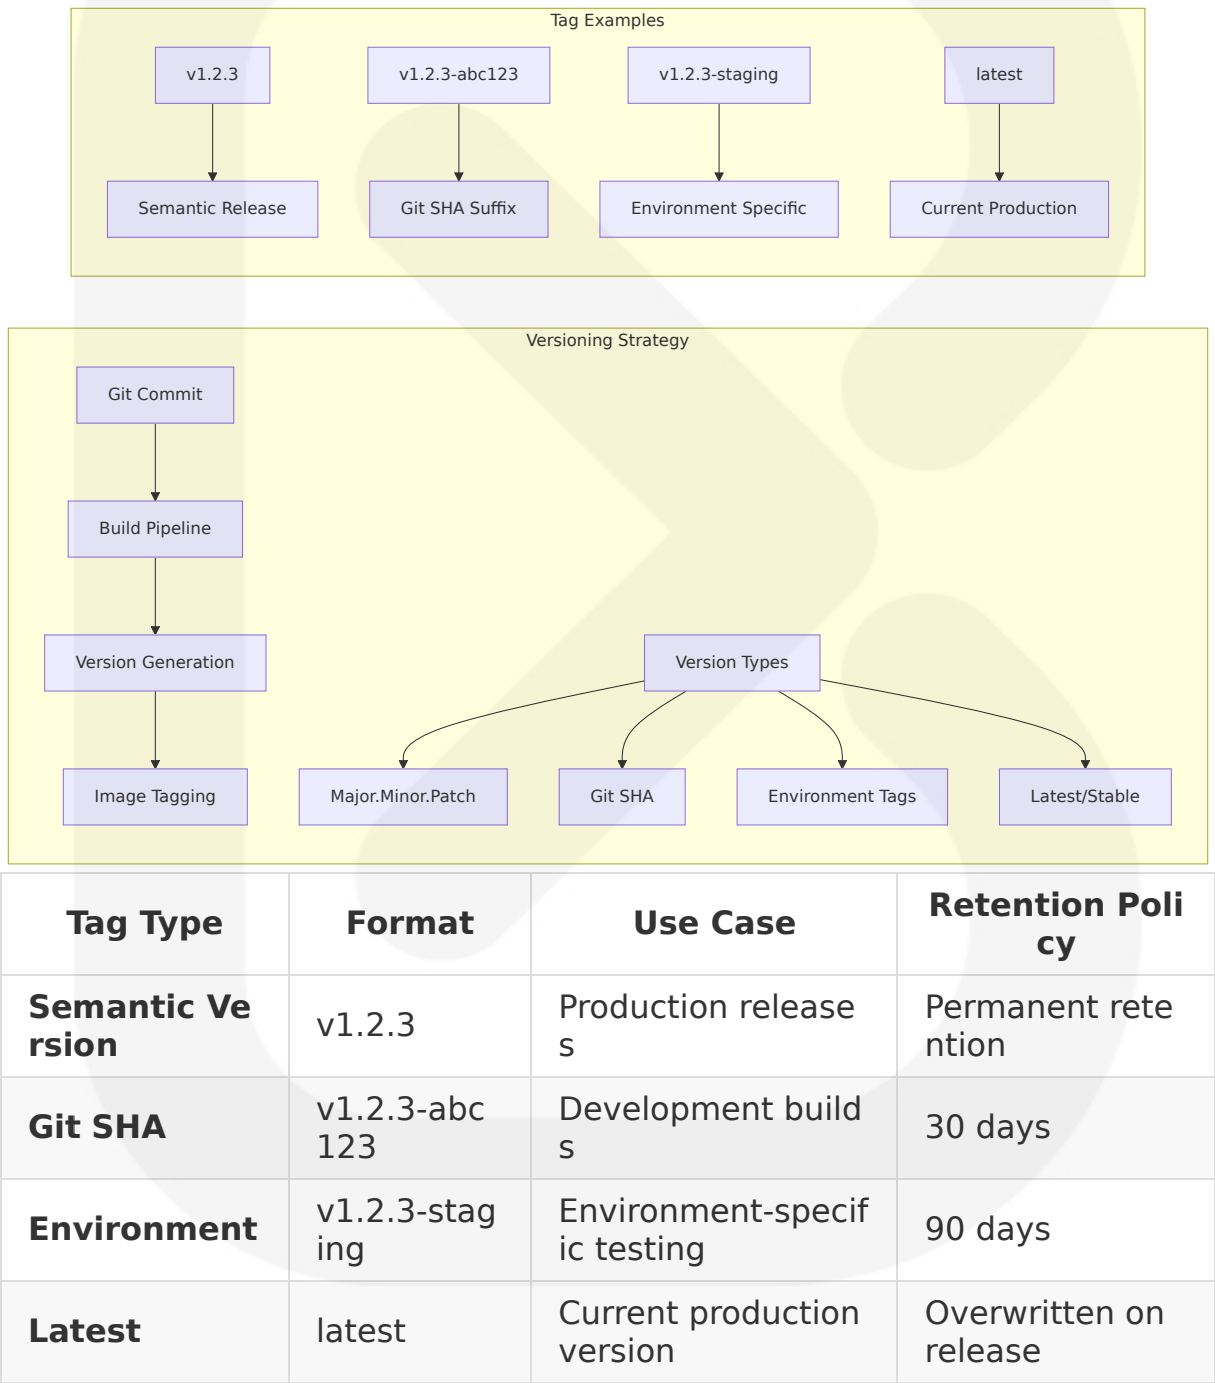 Tag Examples
v1.2.3
v1.2.3-abc123
v1.2.3-staging
latest
Semantic Release
Git SHA Suffix
Environment Specific
Current Production
Versioning Strategy
Git Commit
Build Pipeline
Version Generation
Version Types
Image Tagging
Major.Minor.Patch
Git SHA
Environment Tags
Latest/Stable
Tag Type
Format
Use Case
Retention Poli
cy
Semantic Ve
rsion
v1.2.3
Production release
s
Permanent rete
ntion
Git SHA
v1.2.3-abc
123
Development build
s
30 days
Environment
v1.2.3-stag
ing
Environment-specif
ic testing
90 days
Latest
latest
Current production
version
Overwritten on
release